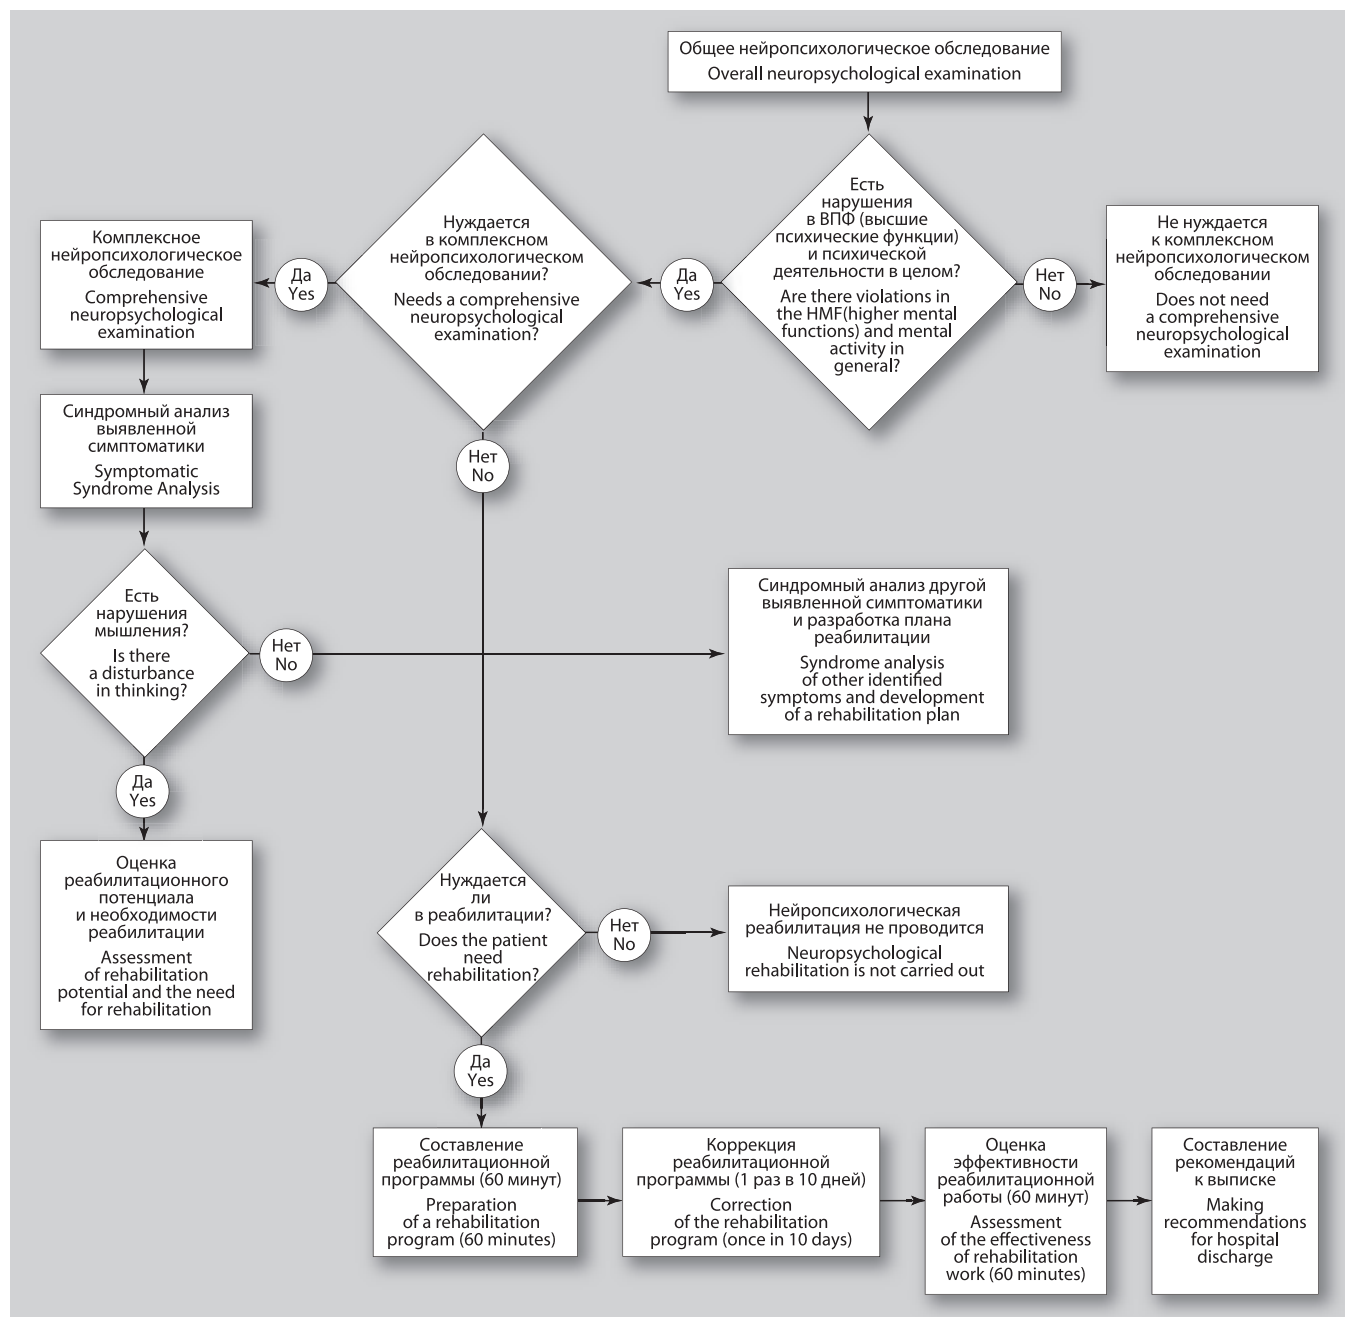 Общее нейропсихологическое обследование
Overall neuropsychological examination
Есть
нарушения
в ВПФ (высшие
психические функции)
и психической
деятельности в целом?
Are there violations in
the HMF(higher mental
functions) and mental
activity in
general?
Нет
No
Не нуждается
к комплексном
нейропсихологическом
обследовании
Does not need
a comprehensive
neuropsychological
examination
Да
Yes
Нуждается
в комплексном
нейропсихологическом
обследовании?
Needs a comprehensive
neuropsychological
examination?
Да
Yes
Комплексное
нейропсихологическое
обследование
Comprehensive
neuropsychological
examination
Синдромный анализ
выявленной
симптоматики
Symptomatic
Syndrome Analysis
Нет
No
Есть
нарушения
мышления?
Is there
a disturbance
in thinking?
Нет
No
Синдромный анализ другой
выявленной симптоматики
и разработка плана
реабилитации
Syndrome analysis
of other identified
symptoms and development
of a rehabilitation plan
Да
Yes
Оценка
реабилитационного
потенциала
и необходимости
реабилитации
Assessment
of rehabilitation
potential and the need
for rehabilitation
Нуждается
ли
в реабилитации?
Does the patient
need
rehabilitation?
Нет
No
Нейропсихологическая
реабилитация не проводится
Neuropsychological
rehabilitation is not carried out
Да
Yes
Составление
реабилитационной
программы (60 минут)
Preparation
of a rehabilitation
program (60 minutes)
Коррекция
реабилитационной
программы (1 раз в 10 дней)
Correction
of the rehabilitation
program (once in 10 days)
Оценка
эффективности
реабилитационной
работы (60 минут)
Assessment
of the effectiveness
of rehabilitation
work (60 minutes)
Составление
рекомендаций
к выписке
Making
recommendations
for hospital
discharge